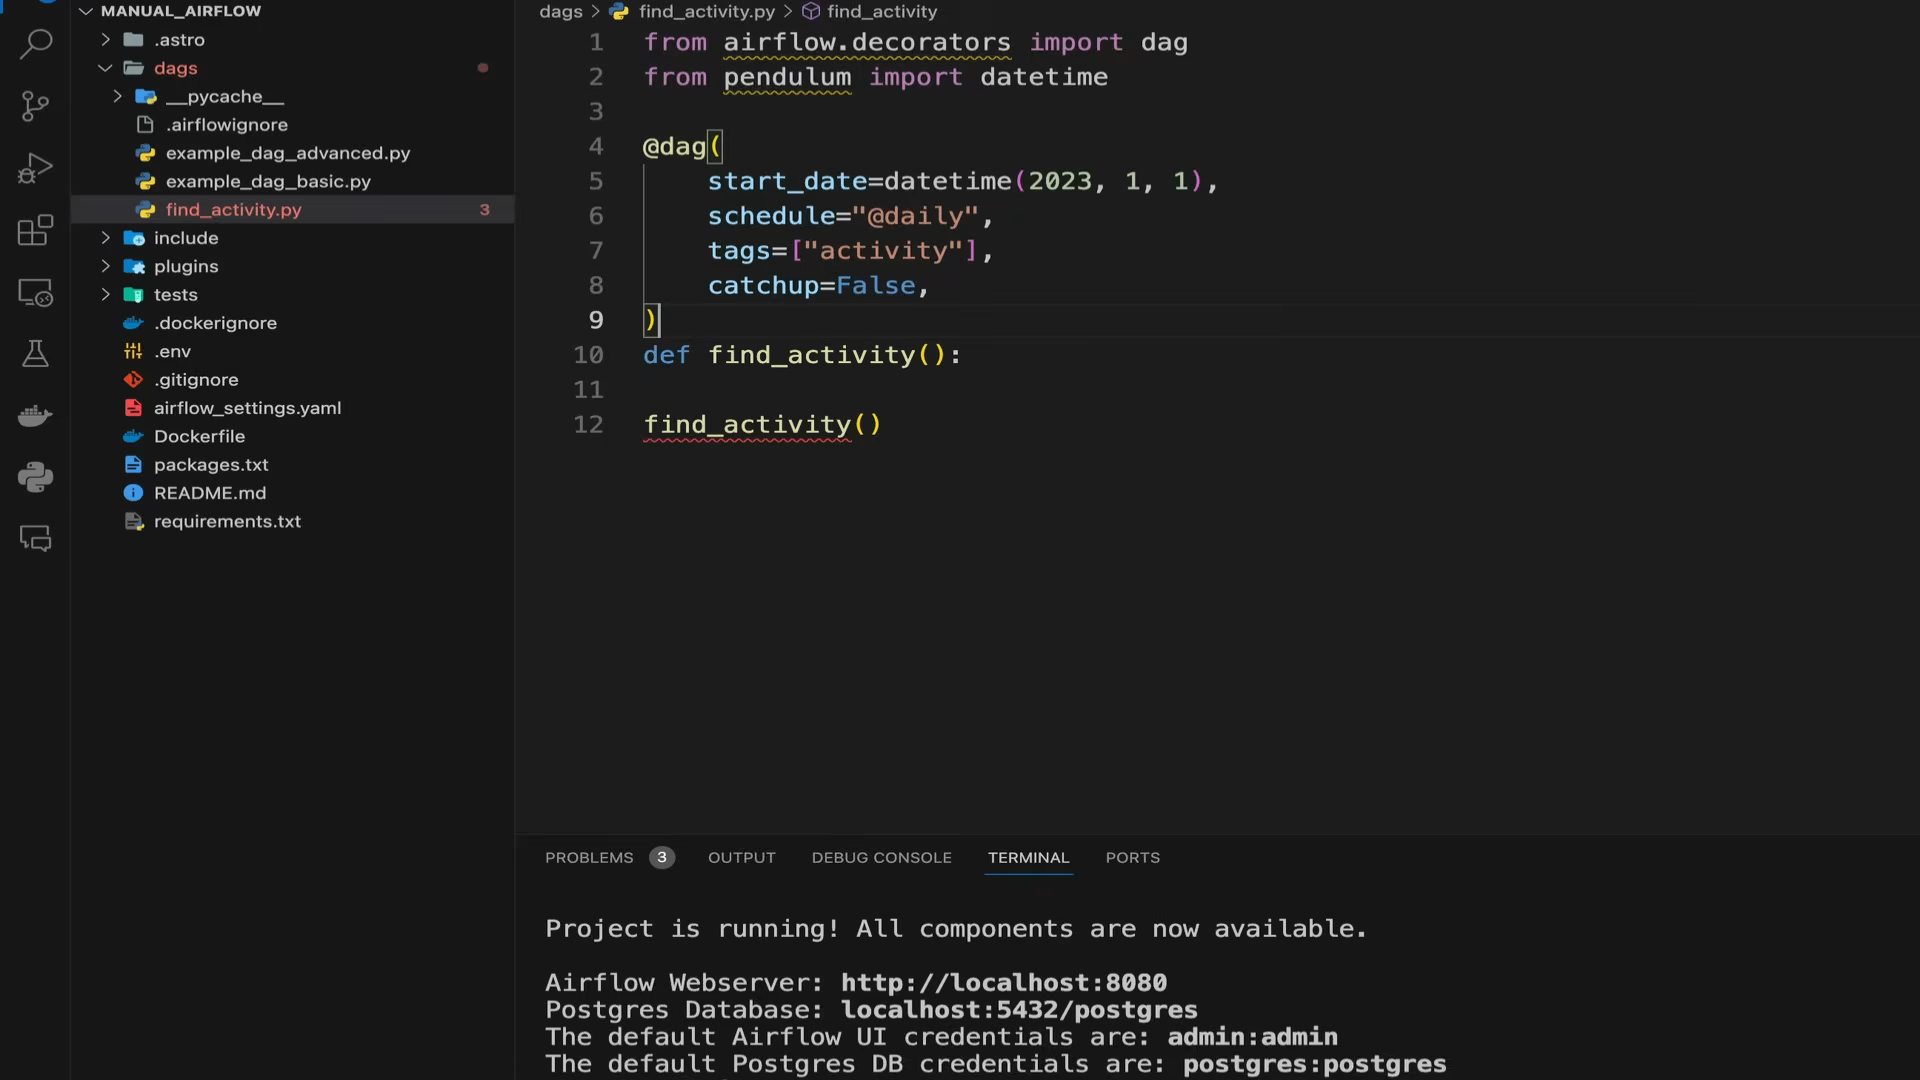 MANUAL_AIRFLOW
.astro
dags
__pycache__
.airflowignore
example_dag_advanced.py
example_dag_basic.py
find_activity.py 3
include
plugins
tests
.dockerignore
.env
.gitignore
airflow_settings.yaml
Dockerfile
packages.txt
README.md
requirements.txt
dags > find_activity.py > find_activity
1 from airflow.decorators import dag
2 from pendulum import datetime
3
4 @dag(
5     start_date=datetime(2023, 1, 1),
6     schedule="@daily",
7     tags=["activity"],
8     catchup=False,
9 )
10 def find_activity():
11
12 find_activity()
PROBLEMS 3 OUTPUT DEBUG CONSOLE TERMINAL PORTS
Project is running! All components are now available.
Airflow Webserver: http://localhost:8080
Postgres Database: localhost:5432/postgres
The default Airflow UI credentials are: admin:admin
The default Postgres DB credentials are: postgres:postgres